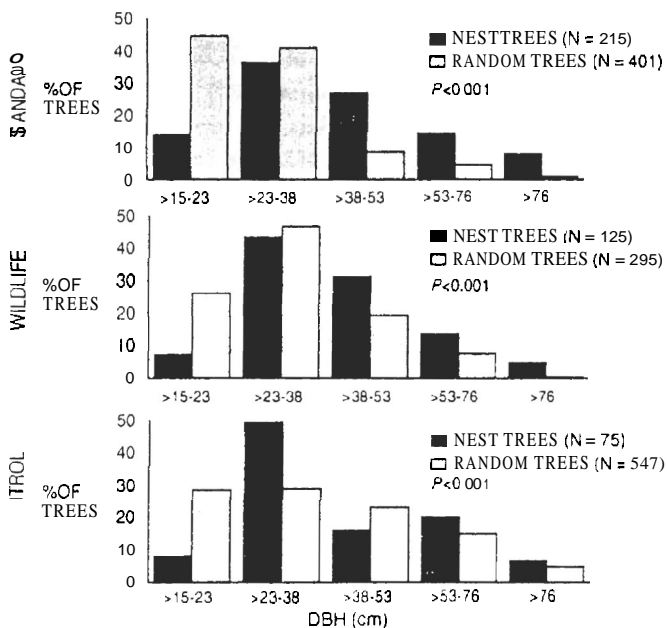 50
40
30
20
10
0
$ANDAþO
%OF
TREES
NESTTREES (N = 215)
RANDOM TREES (N = 401)
P<0 001
>15-23 >23-38 >38-53 >53-76 >76
50
40
30
20
10
0
WILDLIFE
%OF
TREES
NEST TREES (N = 125)
RANDOM TREES (N = 295)
P<0.001
>15-23 >23-38 >38-53 >53-76 >76
50
40
30
20
10
0
ITROL
%OF
TREES
NEST TREES (N = 75)
RANDOM TREES (N = 547)
P<0 001
>15-23 >23-38 >38-53 >53-76 >76
DBH (cm)